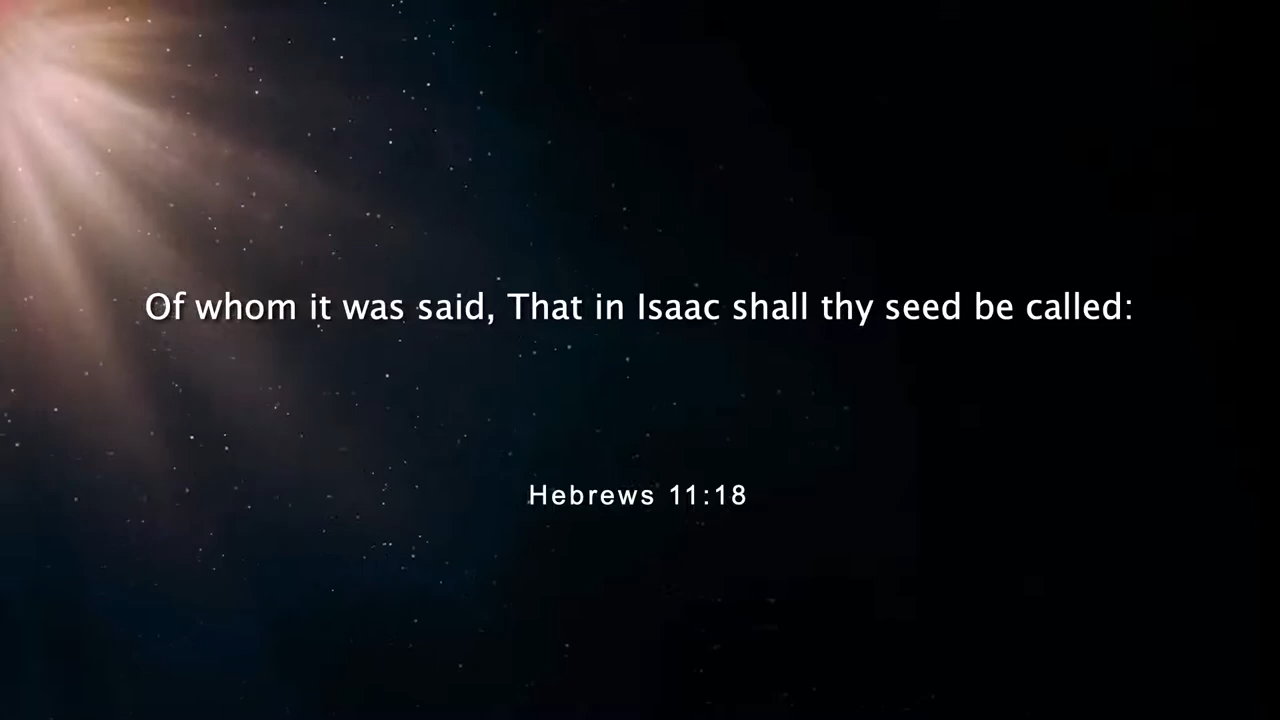 Of whom it was said, That in Isaac shall thy seed be called:
Hebrews 11:18